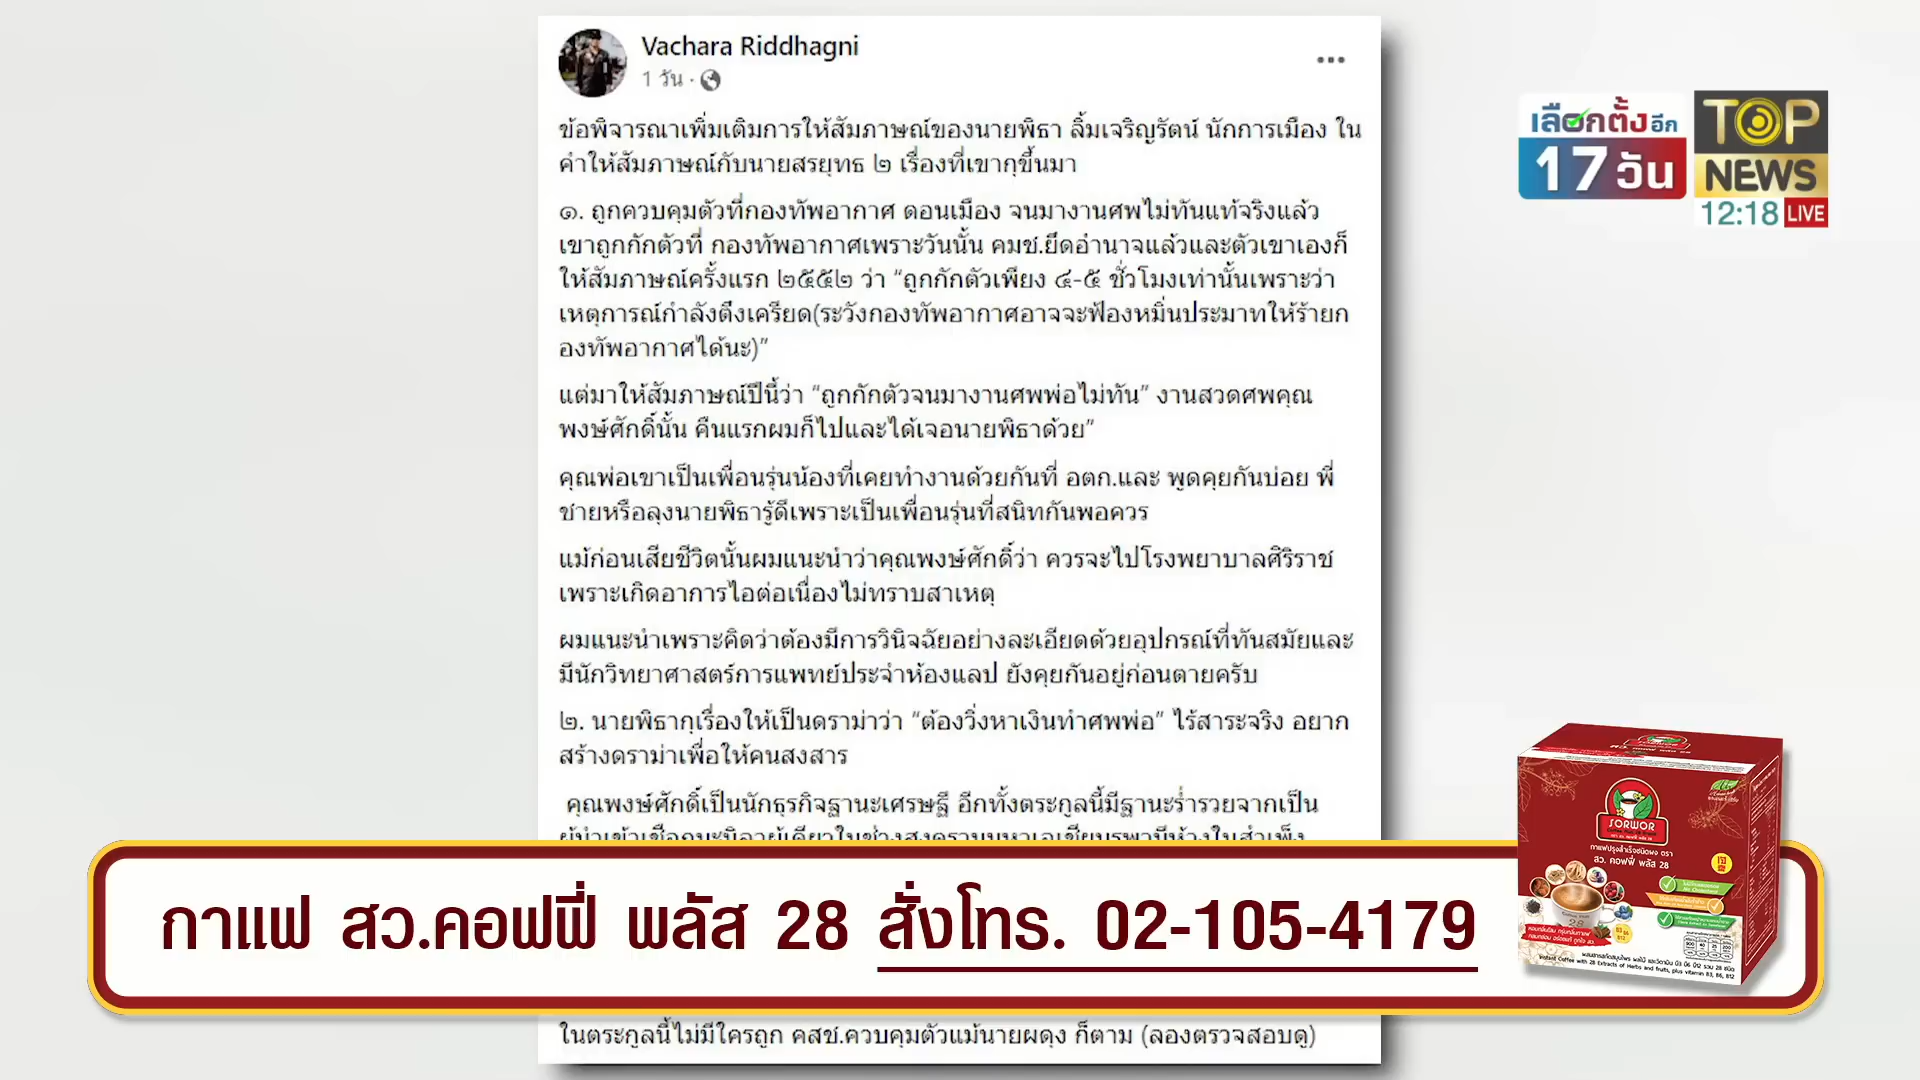 Vachara Riddhagni
1 วัน ·
ข้อพิจารณาเพิ่มเติมการให้สัมภาษณ์ของนายพิธา ลิ้มเจริญรัตน์ นักการเมือง ใน
คำให้สัมภาษณ์กับนายสรยุทธ ๒ เรื่องที่เขากุขึ้นมา
๑. ถูกควบคุมตัวที่กองทัพอากาศ ดอนเมือง จนมางานศพไม่ทันแท้จริงแล้ว
เขาถูกกักตัวที่ กองทัพอากาศเพราะวันนั้น คมช.ยึดอำนาจแล้วและตัวเขาเองก็
ให้สัมภาษณ์ครั้งแรก ๒๕๕๒ ว่า "ถูกกักตัวเพียง ๔-๕ ชั่วโมงเท่านั้นเพราะว่า
เหตุการณ์กำลังตึงเครียด(ระวังกองทัพอากาศอาจจะฟ้องหมิ่นประมาทให้ร้ายก
องทัพอากาศได้นะ)"
แต่มาให้สัมภาษณ์ปีนี้ว่า "ถูกกักตัวจนมางานศพพ่อไม่ทัน" งานสวดศพคุณ
พงษ์ศักดิ์นั้น คืนแรกผมก็ไปและได้เจอนายพิธาด้วย"
คุณพ่อเขาเป็นเพื่อนรุ่นน้องที่เคยทำงานด้วยกันที่ อตก.และ พูดคุยกันบ่อย พี่
ชายหรือลุงนายพิธารู้ดีเพราะเป็นเพื่อนรุ่นที่สนิทกันพอควร
แม้ก่อนเสียชีวิตนั้นผมแนะนำว่าคุณพงษ์ศักดิ์ว่า ควรจะไปโรงพยาบาลศิริราช
เพราะเกิดอาการไอต่อเนื่องไม่ทราบสาเหตุ
ผมแนะนำเพราะคิดว่าต้องมีการวินิจฉัยอย่างละเอียดด้วยอุปกรณ์ที่ทันสมัยและ
มีนักวิทยาศาสตร์การแพทย์ประจำห้องแลป ยังคุยกันอยู่ก่อนตายครับ
๒. นายพิธากุเรื่องให้เป็นดราม่าว่า "ต้องวิ่งหาเงินทำศพพ่อ" ไร้สาระจริง อยาก
สร้างดราม่าเพื่อให้คนสงสาร
คุณพงษ์ศักดิ์เป็นนักธุรกิจฐานะเศรษฐี อีกทั้งตระกูลนี้มีฐานะร่ำรวยจากเป็น
ในตระกูลนี้ไม่มีใครถูก คสช.ควบคุมตัวแม้นายผดุง ก็ตาม (ลองตรวจสอบดู)
เลือกตั้งอีก
17 วัน
TOP
NEWS
12:18 LIVE
กาแฟ สว.คอฟฟี่ พลัส 28 สั่งโทร. 02-105-4179
SORWOR
กาแฟปรุงสำเร็จชนิดผง ตรา
สว. คอฟฟี่ พลัส 28
Instant Coffee with 28 Extracts of Herbs and fruits, plus vitamin B3, B6, B12